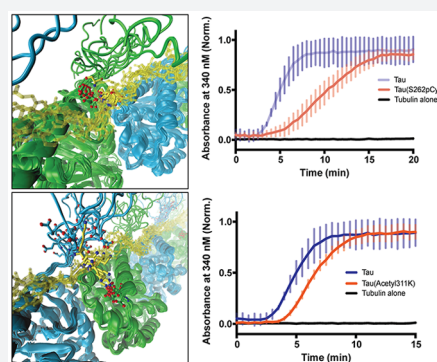 Absorbance at 340 nM (Norm.)
1.0
0.5
0.0
Tau
Tau(S262pCy
Tubulin alone
0 5 10 15 20
Time (min)
Absorbance at 340 nM (Norm.)
1.0
0.5
0.0
Tau
Tau(Acetyl311K)
Tubulin alone
0 5 10 15
Time (min)